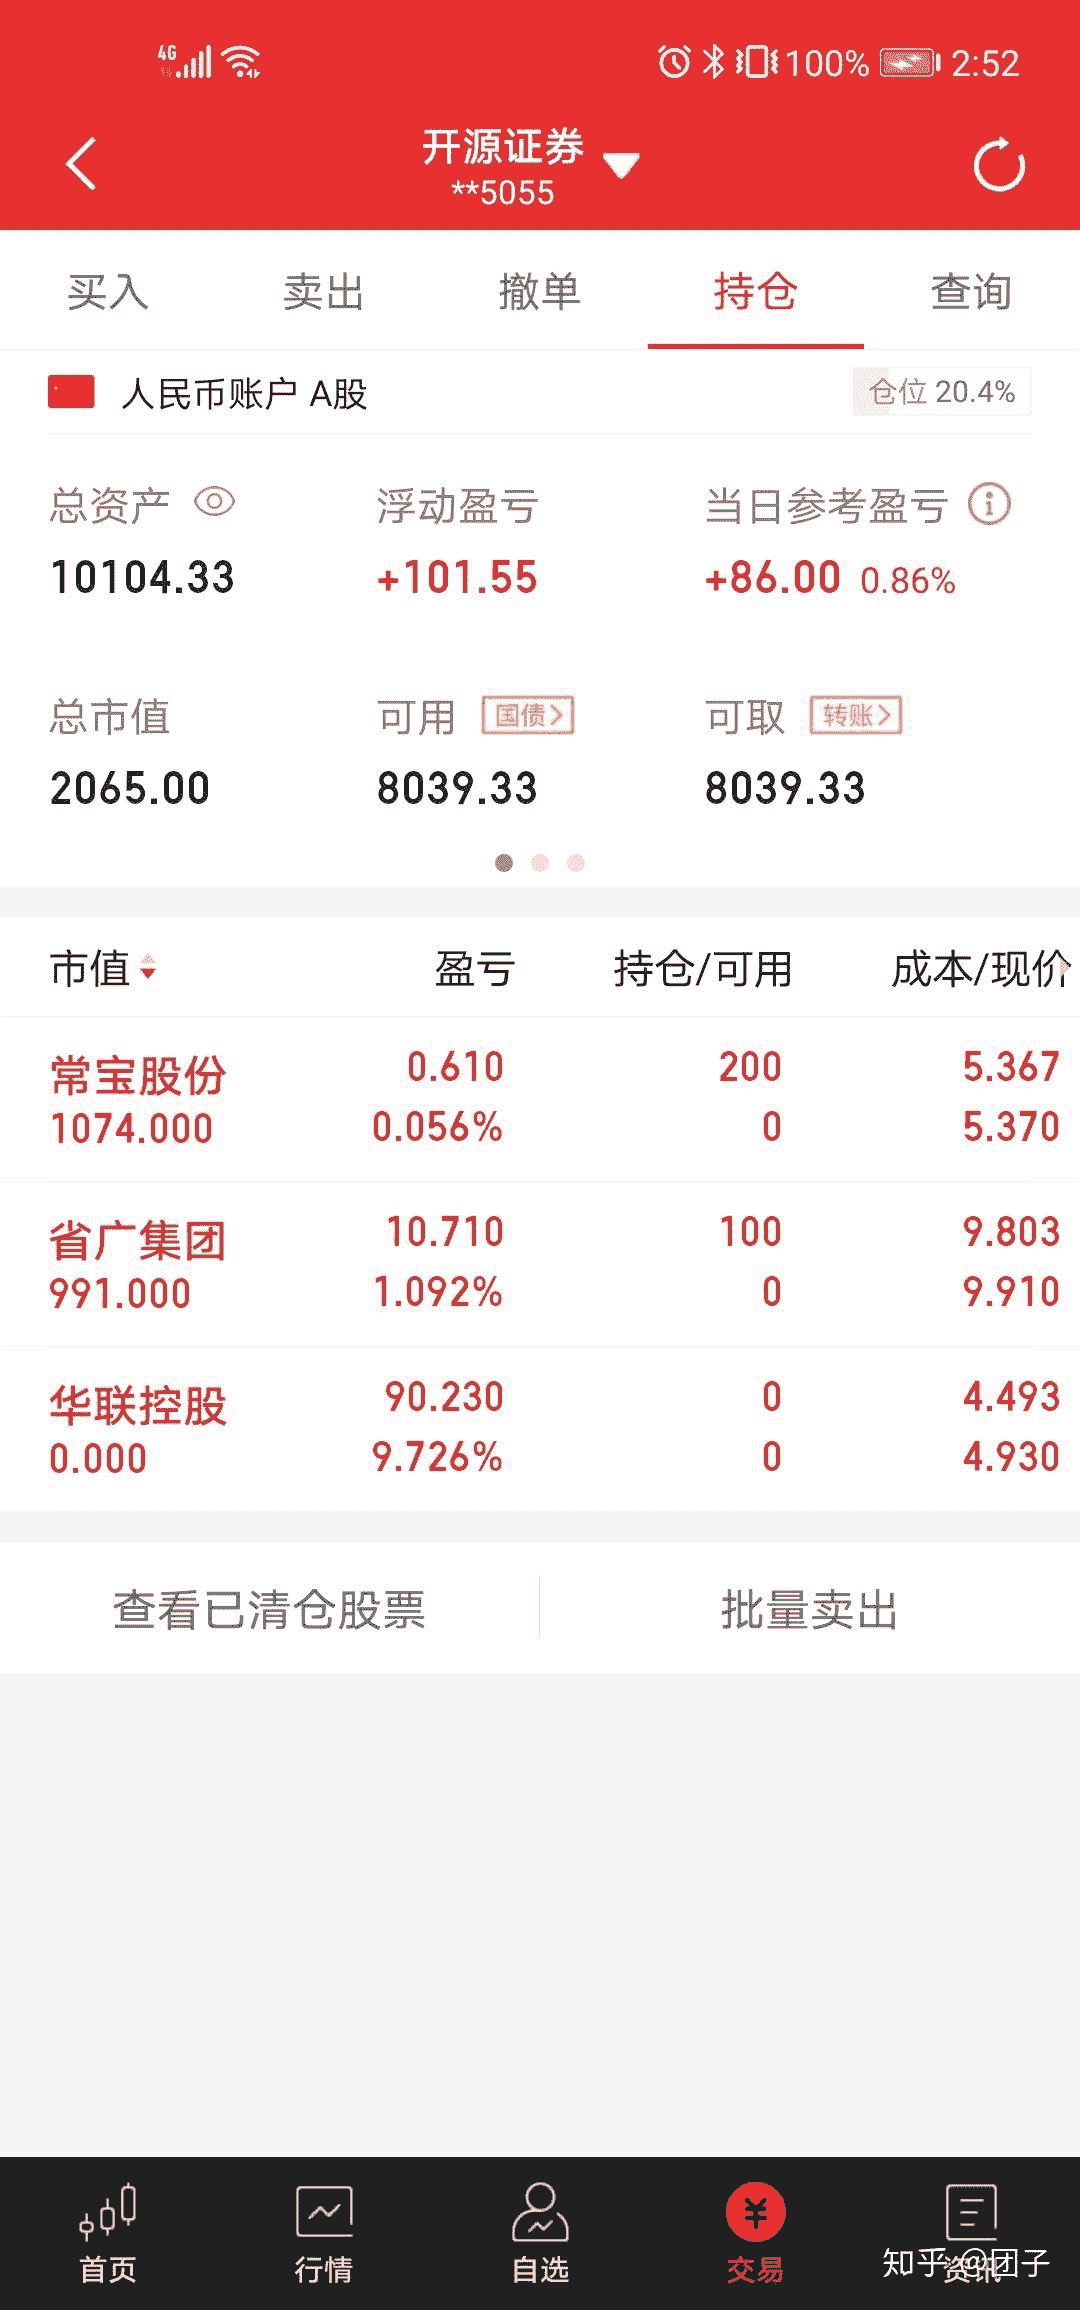 4G 100% 2:52
开源证券
**5055
买入 卖出 撤单 持仓 查询
人民币账户 A股 仓位 20.4%
总资产 浮动盈亏 当日参考盈亏
10104.33 +101.55 +86.00 0.86%
总市值 可用 国债> 可取 转账>
2065.00 8039.33 8039.33
市值 盈亏 持仓/可用 成本/现价
常宝股份 0.610 200 5.367
1074.000 0.056% 0 5.370
省广集团 10.710 100 9.803
991.000 1.092% 0 9.910
华联控股 90.230 0 4.493
0.000 9.726% 0 4.930
查看已清仓股票 批量卖出
首页 行情 自选 交易 资讯
知乎 @团子